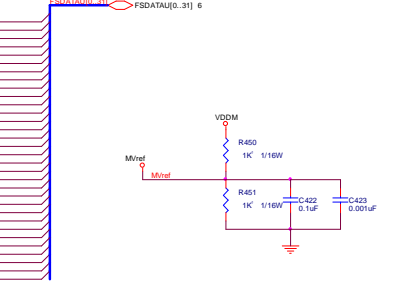 FSDATAU[0..31]
FSDATAU[0..31] 6
VDDM
R450
1K' 1/16W
MVref
MVref
R451
1K' 1/16W
C422
0.1uF
C423
0.001uF